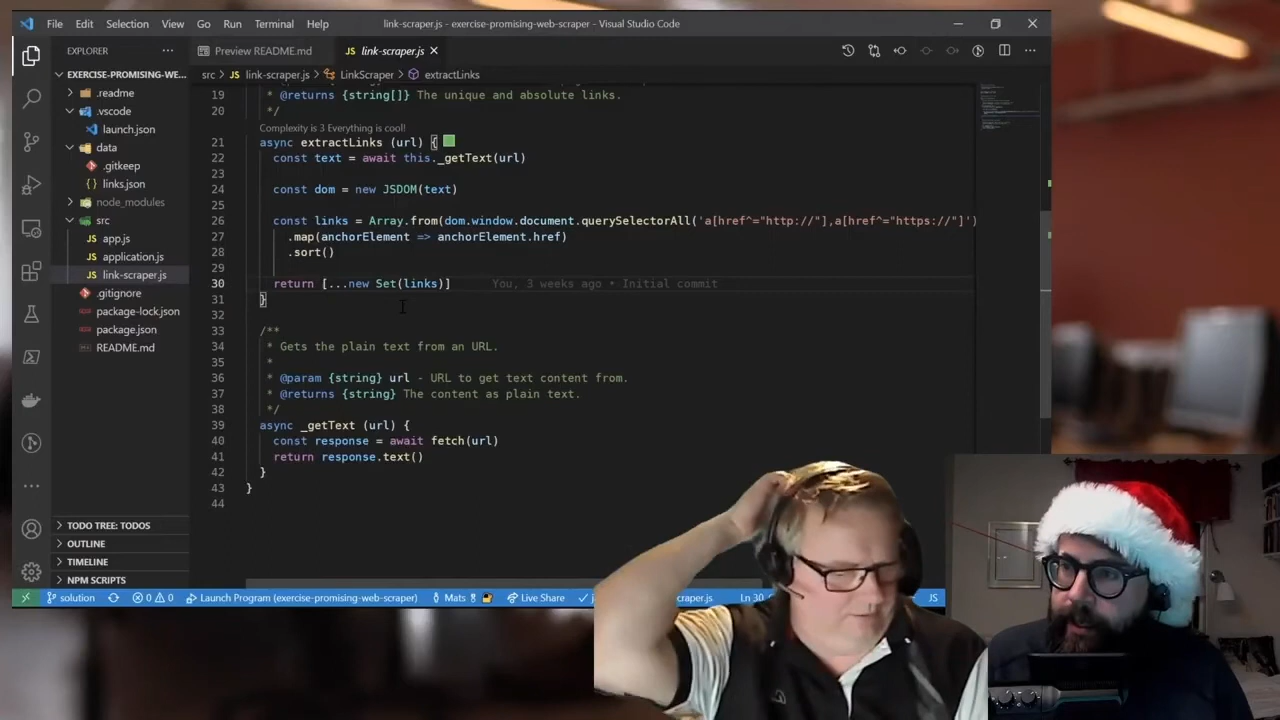 File Edit Selection View Go Run Terminal Help
link-scraper.js - exercise-promising-web-scraper - Visual Studio Code
EXPLORER
Preview README.md
link-scraper.js
src > link-scraper.js > LinkScraper > extractLinks
EXERCISE-PROMISING-WE...
.readme
.vscode
launch.json
data
.gitkeep
links.json
node_modules
src
app.js
application.js
link-scraper.js
.gitignore
package-lock.json
package.json
README.md
TODO TREE: TODOS
OUTLINE
TIMELINE
NPM SCRIPTS
19 * @returns {string[]} The unique and absolute links.
20 */
Complexity is 3 Everything is cool!
21 async extractLinks (url) {
22 const text = await this._getText(url)
23
24 const dom = new JSDOM(text)
25
26 const links = Array.from(dom.window.document.querySelectorAll('a[href^="http://"],a[href^="https://"]')
27 .map(anchorElement => anchorElement.href)
28 .sort()
29
30 return [...new Set(links)] You, 3 weeks ago • Initial commit
31 }
32
33 /**
34 * Gets the plain text from an URL.
35 *
36 * @param {string} url - URL to get text content from.
37 * @returns {string} The content as plain text.
38 */
39 async _getText (url) {
40 const response = await fetch(url)
41 return response.text()
42 }
43 }
44
solution 0 0 Launch Program (exercise-promising-web-scraper) Mats 8 Live Share
scraper.js Ln 30 JS